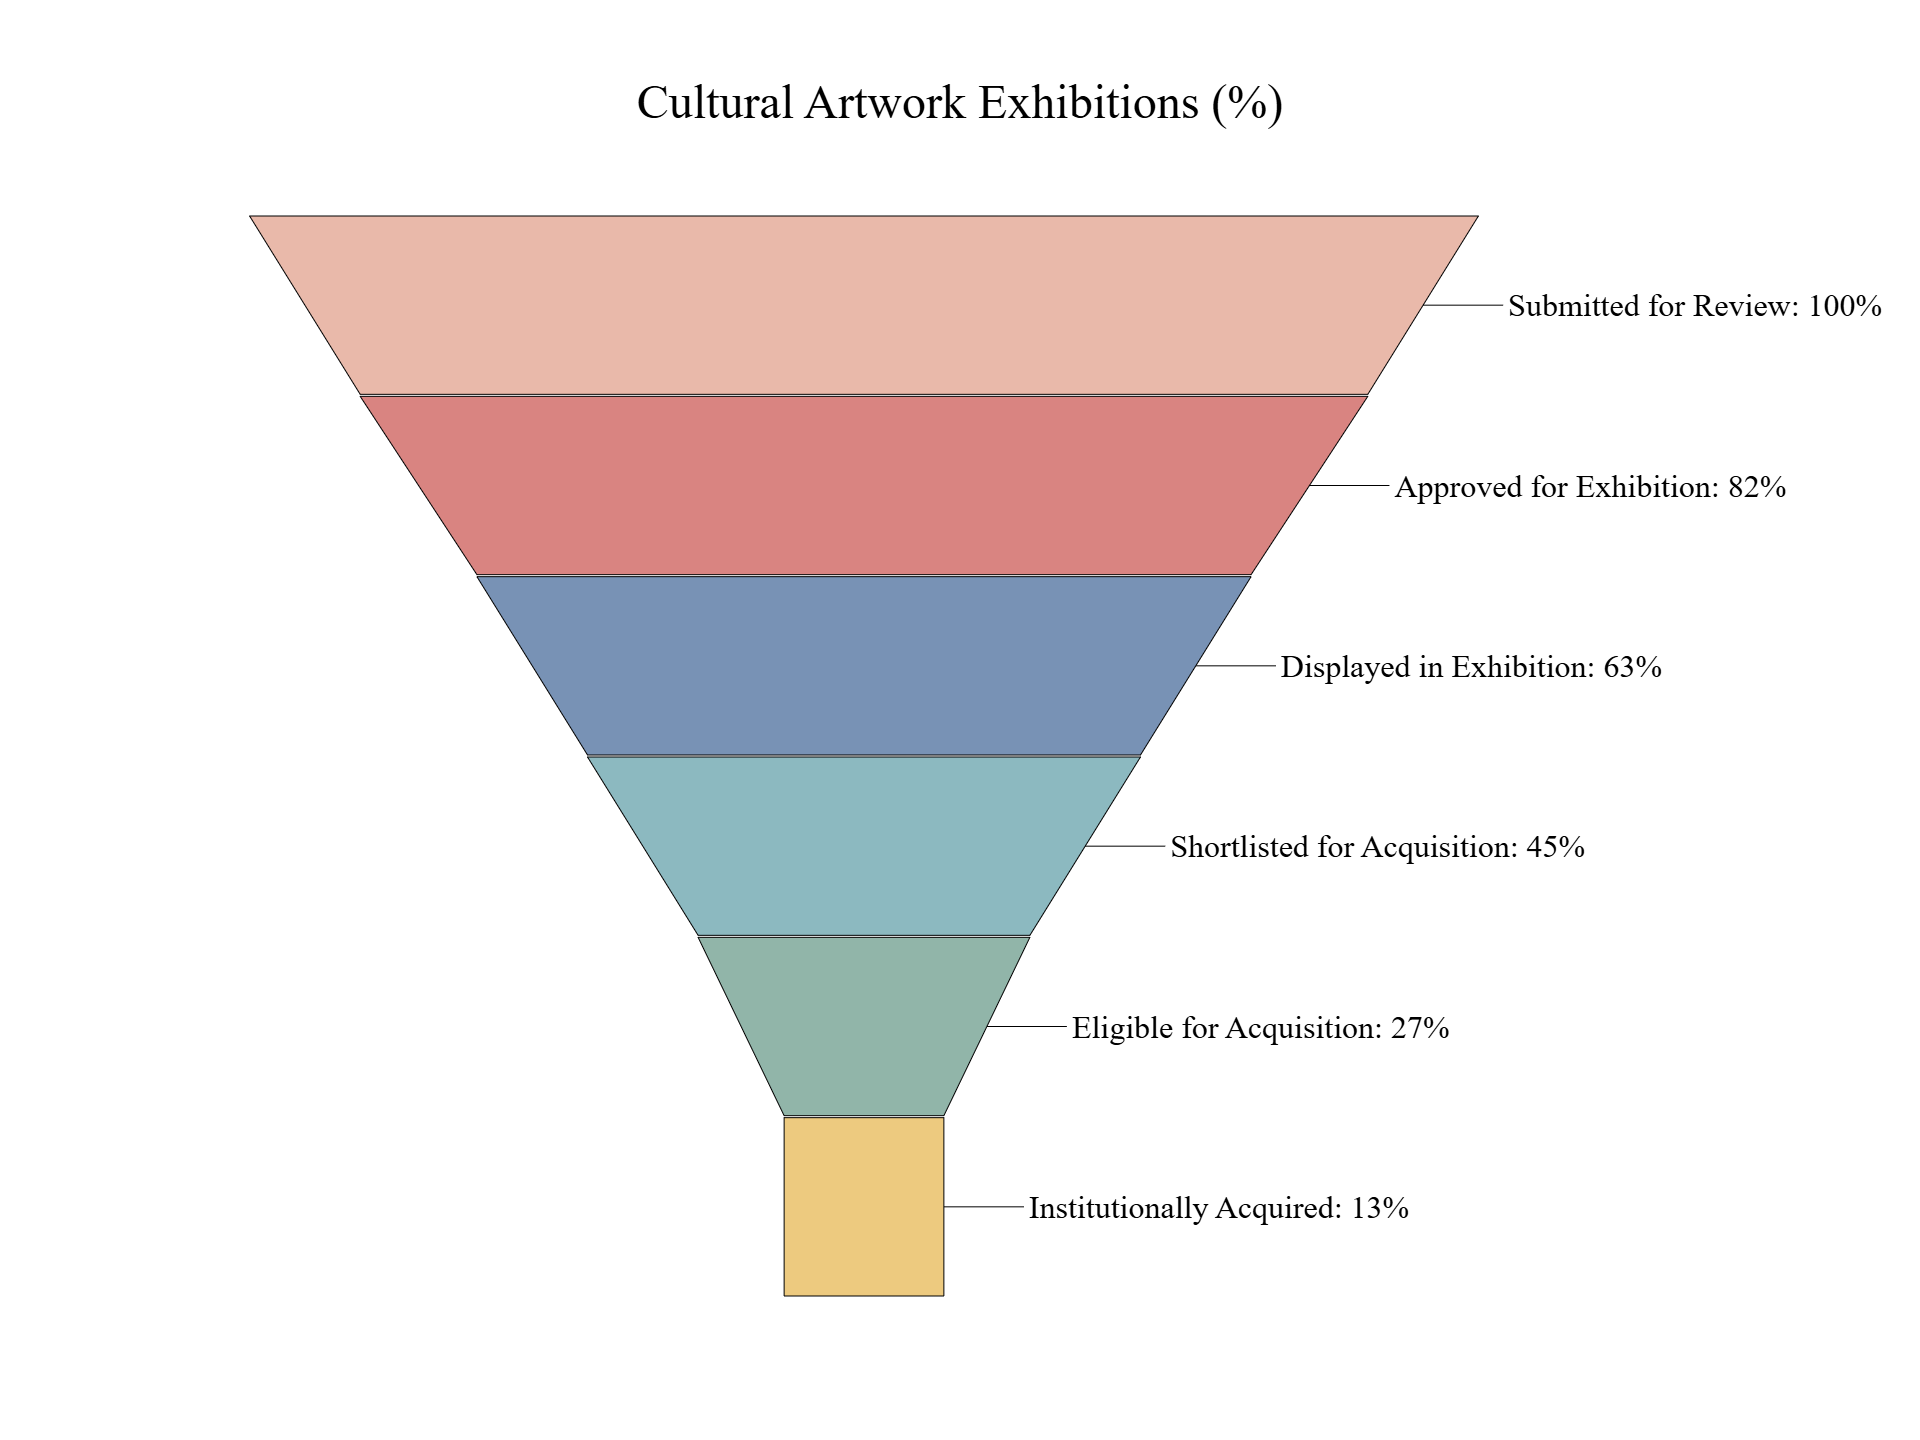 Cultural Artwork Exhibitions (%)
Submitted for Review: 100%
Approved for Exhibition: 82%
Displayed in Exhibition: 63%
Shortlisted for Acquisition: 45%
Eligible for Acquisition: 27%
Institutionally Acquired: 13%